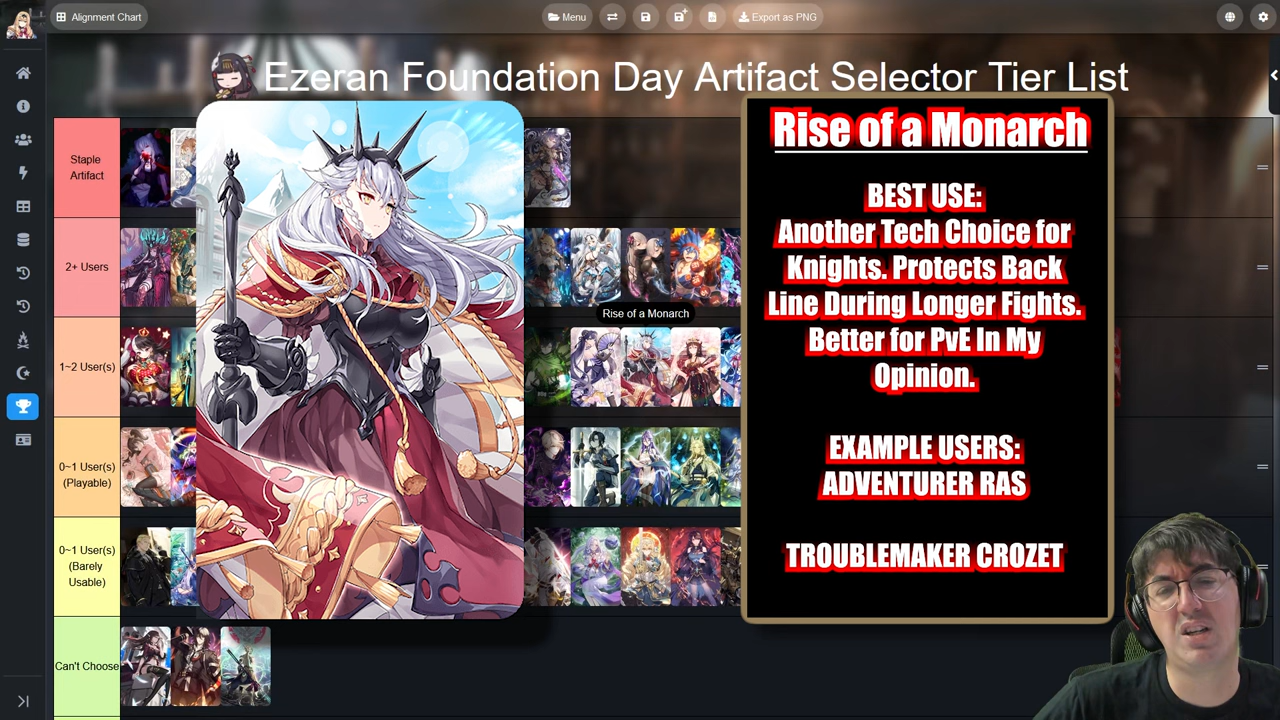 Alignment Chart
Menu
Export as PNG
Ezeran Foundation Day Artifact Selector Tier List
Staple
Artifact
2+ Users
1~2 User(s)
0~1 User(s)
(Playable)
0~1 User(s)
(Barely
Usable)
Can't Choose
Rise of a Monarch
Rise of a Monarch
BEST USE:
Another Tech Choice for
Knights. Protects Back
Line During Longer Fights.
Better for PvE In My
Opinion.
EXAMPLE USERS:
ADVENTURER RAS
TROUBLEMAKER CROZET